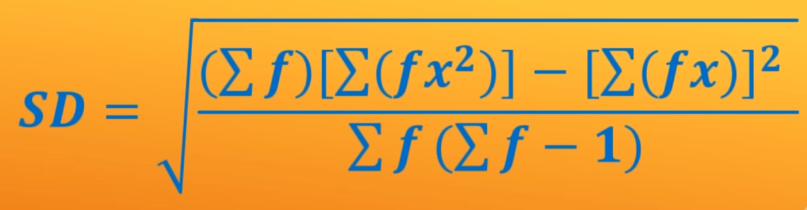 SD = √((∑ f)[∑(fx²)] − [∑(fx)]² / ∑ f (∑ f − 1))